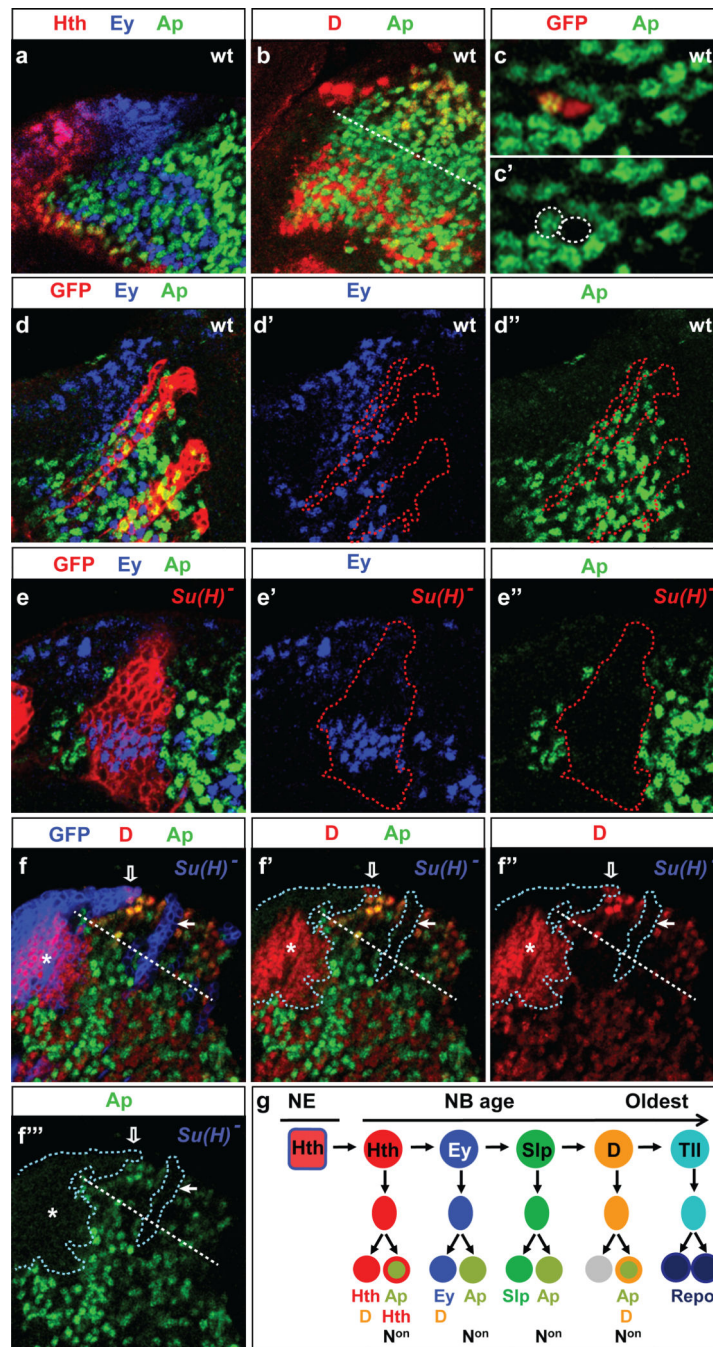 Hth Ey Ap
a wt
D Ap
b wt
GFP Ap
c wt
c'
GFP Ey Ap
d wt
Ey
d' wt
Ap
d'' wt
GFP Ey Ap
e Su(H)-
Ey
e' Su(H)-
Ap
e'' Su(H)-
GFP D Ap
f Su(H)-
*
D Ap
f' Su(H)-
*
D
f'' Su(H)-
*
Ap
f''' Su(H)-
*
g NE NB age Oldest
Hth Hth Ey Slp D Tll
Hth Ap Ey Ap Slp Ap Ap Repo
D Hth D D
Non Non Non Non